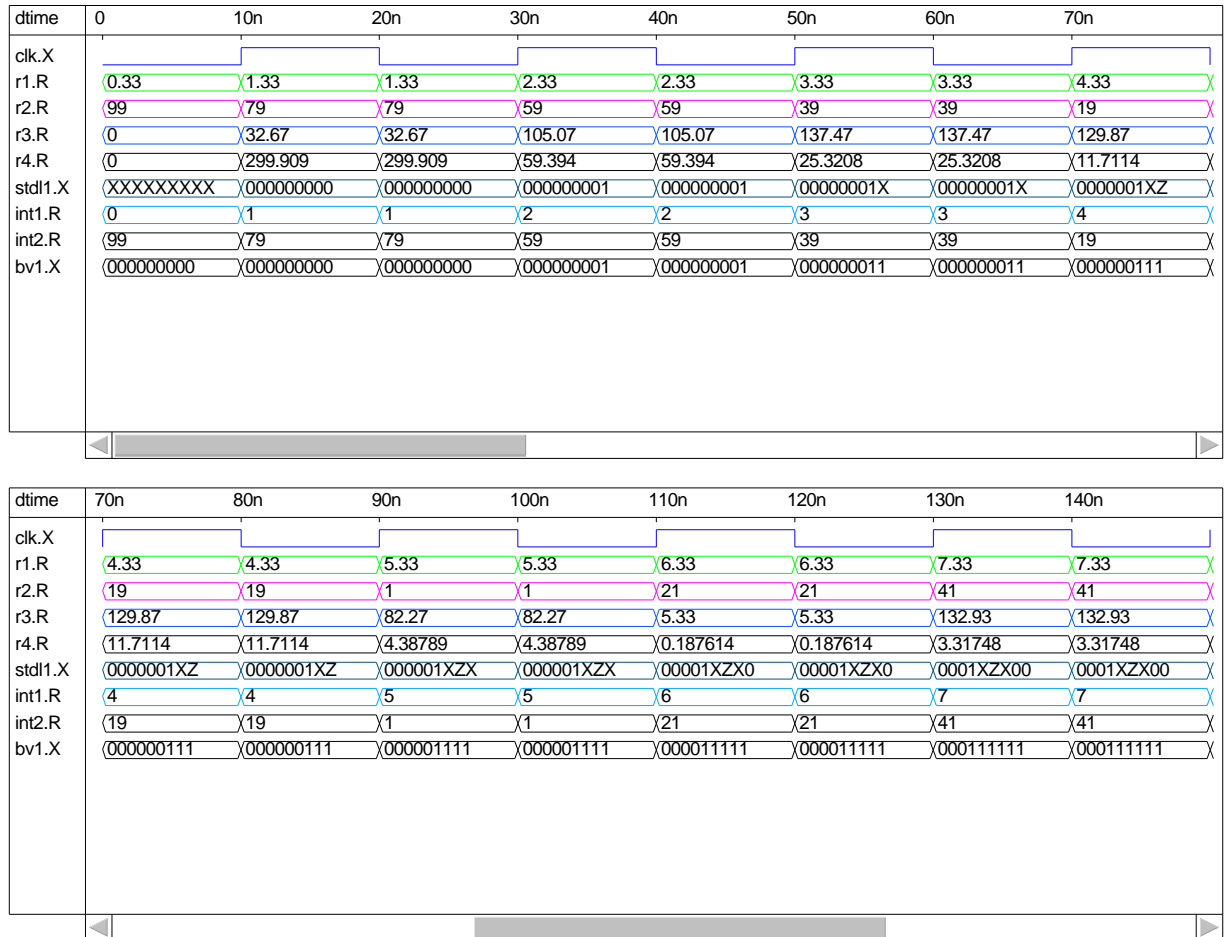 dtime 0 10n 20n 30n 40n 50n 60n 70n
clk.X
r1.R 0.33 1.33 1.33 2.33 2.33 3.33 3.33 4.33
r2.R 99 79 79 59 59 39 39 19
r3.R 0 32.67 32.67 105.07 105.07 137.47 137.47 129.87
r4.R 0 299.909 299.909 59.394 59.394 25.3208 25.3208 11.7114
stdl1.X XXXXXXXXX 000000000 000000000 000000001 000000001 00000001X 00000001X 0000001XZ
int1.R 0 1 1 2 2 3 3 4
int2.R 99 79 79 59 59 39 39 19
bv1.X 000000000 000000000 000000000 000000001 000000001 000000011 000000011 000000111
dtime 70n 80n 90n 100n 110n 120n 130n 140n
clk.X
r1.R 4.33 4.33 5.33 5.33 6.33 6.33 7.33 7.33
r2.R 19 19 1 1 21 21 41 41
r3.R 129.87 129.87 82.27 82.27 5.33 5.33 132.93 132.93
r4.R 11.7114 11.7114 4.38789 4.38789 0.187614 0.187614 3.31748 3.31748
stdl1.X 0000001XZ 0000001XZ 000001XZX 000001XZX 00001XZX0 00001XZX0 0001XZX00 0001XZX00
int1.R 4 4 5 5 6 6 7 7
int2.R 19 19 1 1 21 21 41 41
bv1.X 000000111 000000111 000001111 000001111 000011111 000011111 000111111 000111111